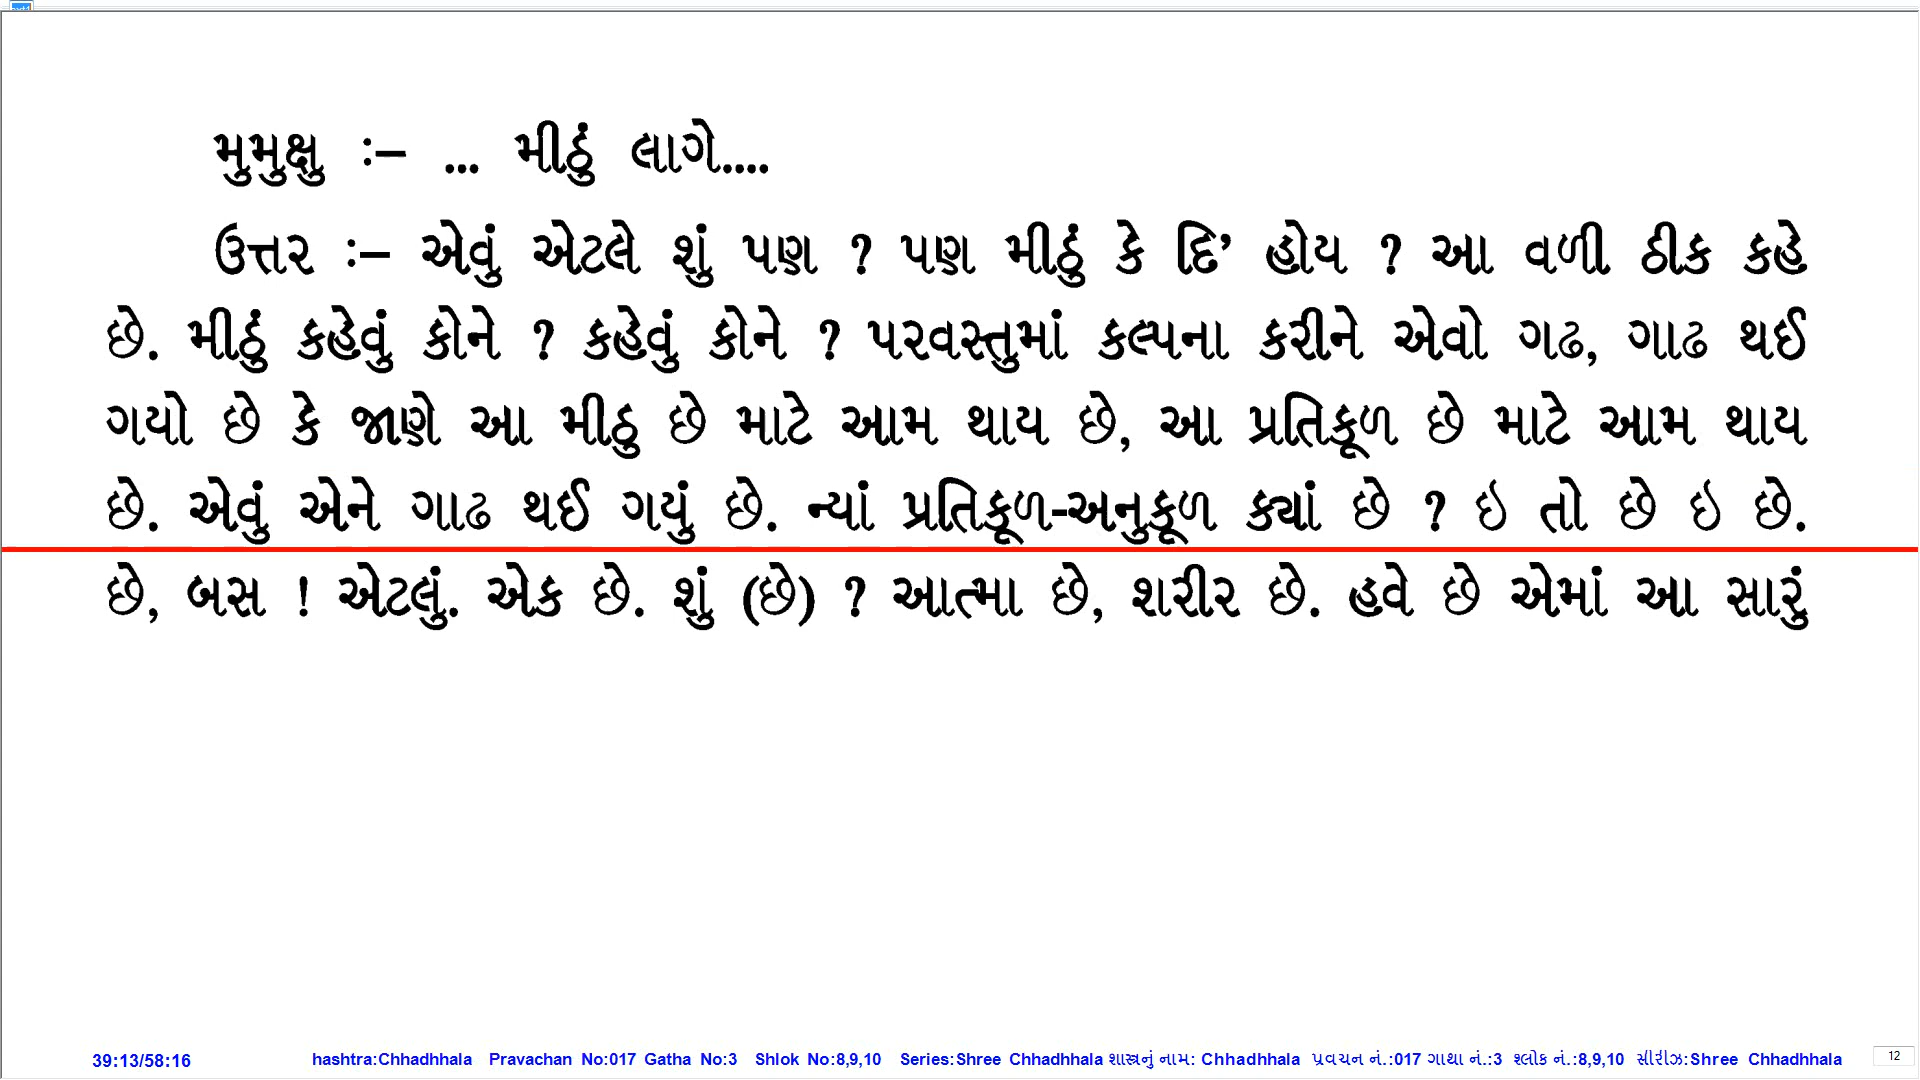 મુમુક્ષુ :– ... મીઠું લાગે....
ઉત્તર :– એવું એટલે શું પણ ? પણ મીઠું કે દિ’ હોય ? આ વળી ઠીક કહે
છે. મીઠું કહેવું કોને ? કહેવું કોને ? પરવસ્તુમાં કલ્પના કરીને એવો ગઢ, ગાઢ થઈ
ગયો છે કે જાણે આ મીઠુ છે માટે આમ થાય છે, આ પ્રતિકૂળ છે માટે આમ થાય
છે. એવું એને ગાઢ થઈ ગયું છે. ન્યાં પ્રતિકૂળ-અનુકૂળ ક્યાં છે ? ઇ તો છે ઇ છે.
છે, બસ ! એટલું. એક છે. શું (છે) ? આત્મા છે, શરીર છે. હવે છે એમાં આ સારું
39:13/58:16 hashtra:Chhadhhala Pravachan No:017 Gatha No:3 Shlok No:8,9,10 Series:Shree Chhadhhala શાસ્ત્રનું નામ: Chhadhhala પ્રવચન નં.:017 ગાથા નં.:3 શ્લોક નં.:8,9,10 સીરીઝ:Shree Chhadhhala 12